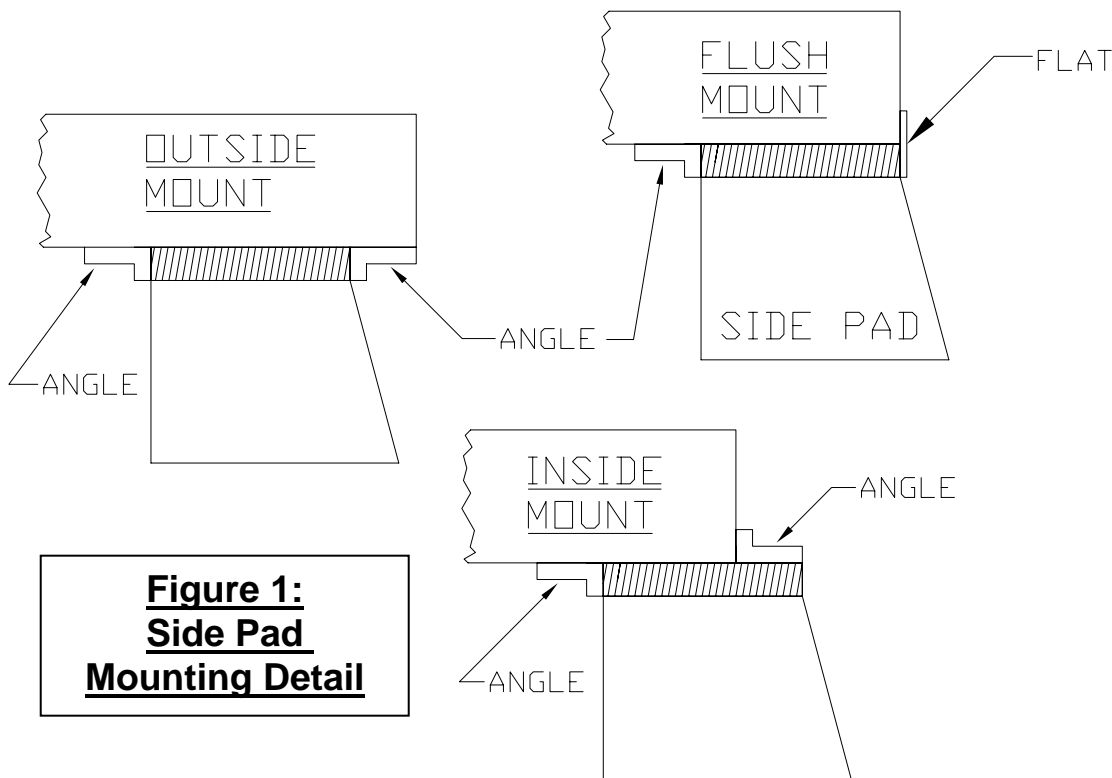 FLUSH
MOUNT
FLAT
OUTSIDE
MOUNT
ANGLE
ANGLE
SIDE PAD
INSIDE
MOUNT
ANGLE
ANGLE
Figure 1:
Side Pad
Mounting Detail